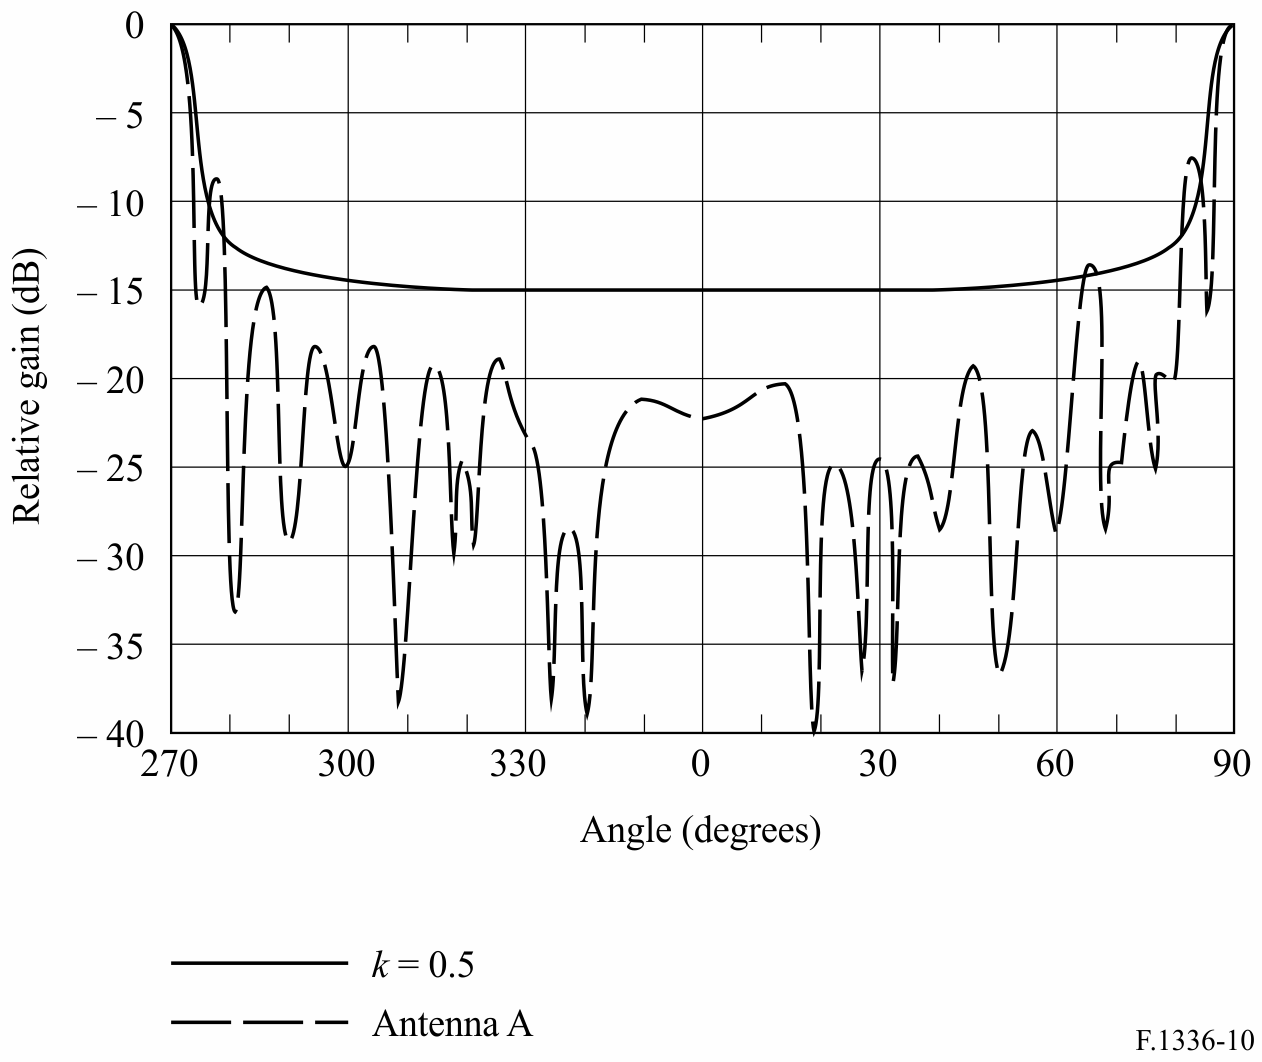 0
– 5
– 10
– 15
– 20
– 25
– 30
– 35
– 40
Relative gain (dB)
270 300 330 0 30 60 90
Angle (degrees)
k = 0.5
Antenna A
F.1336-10